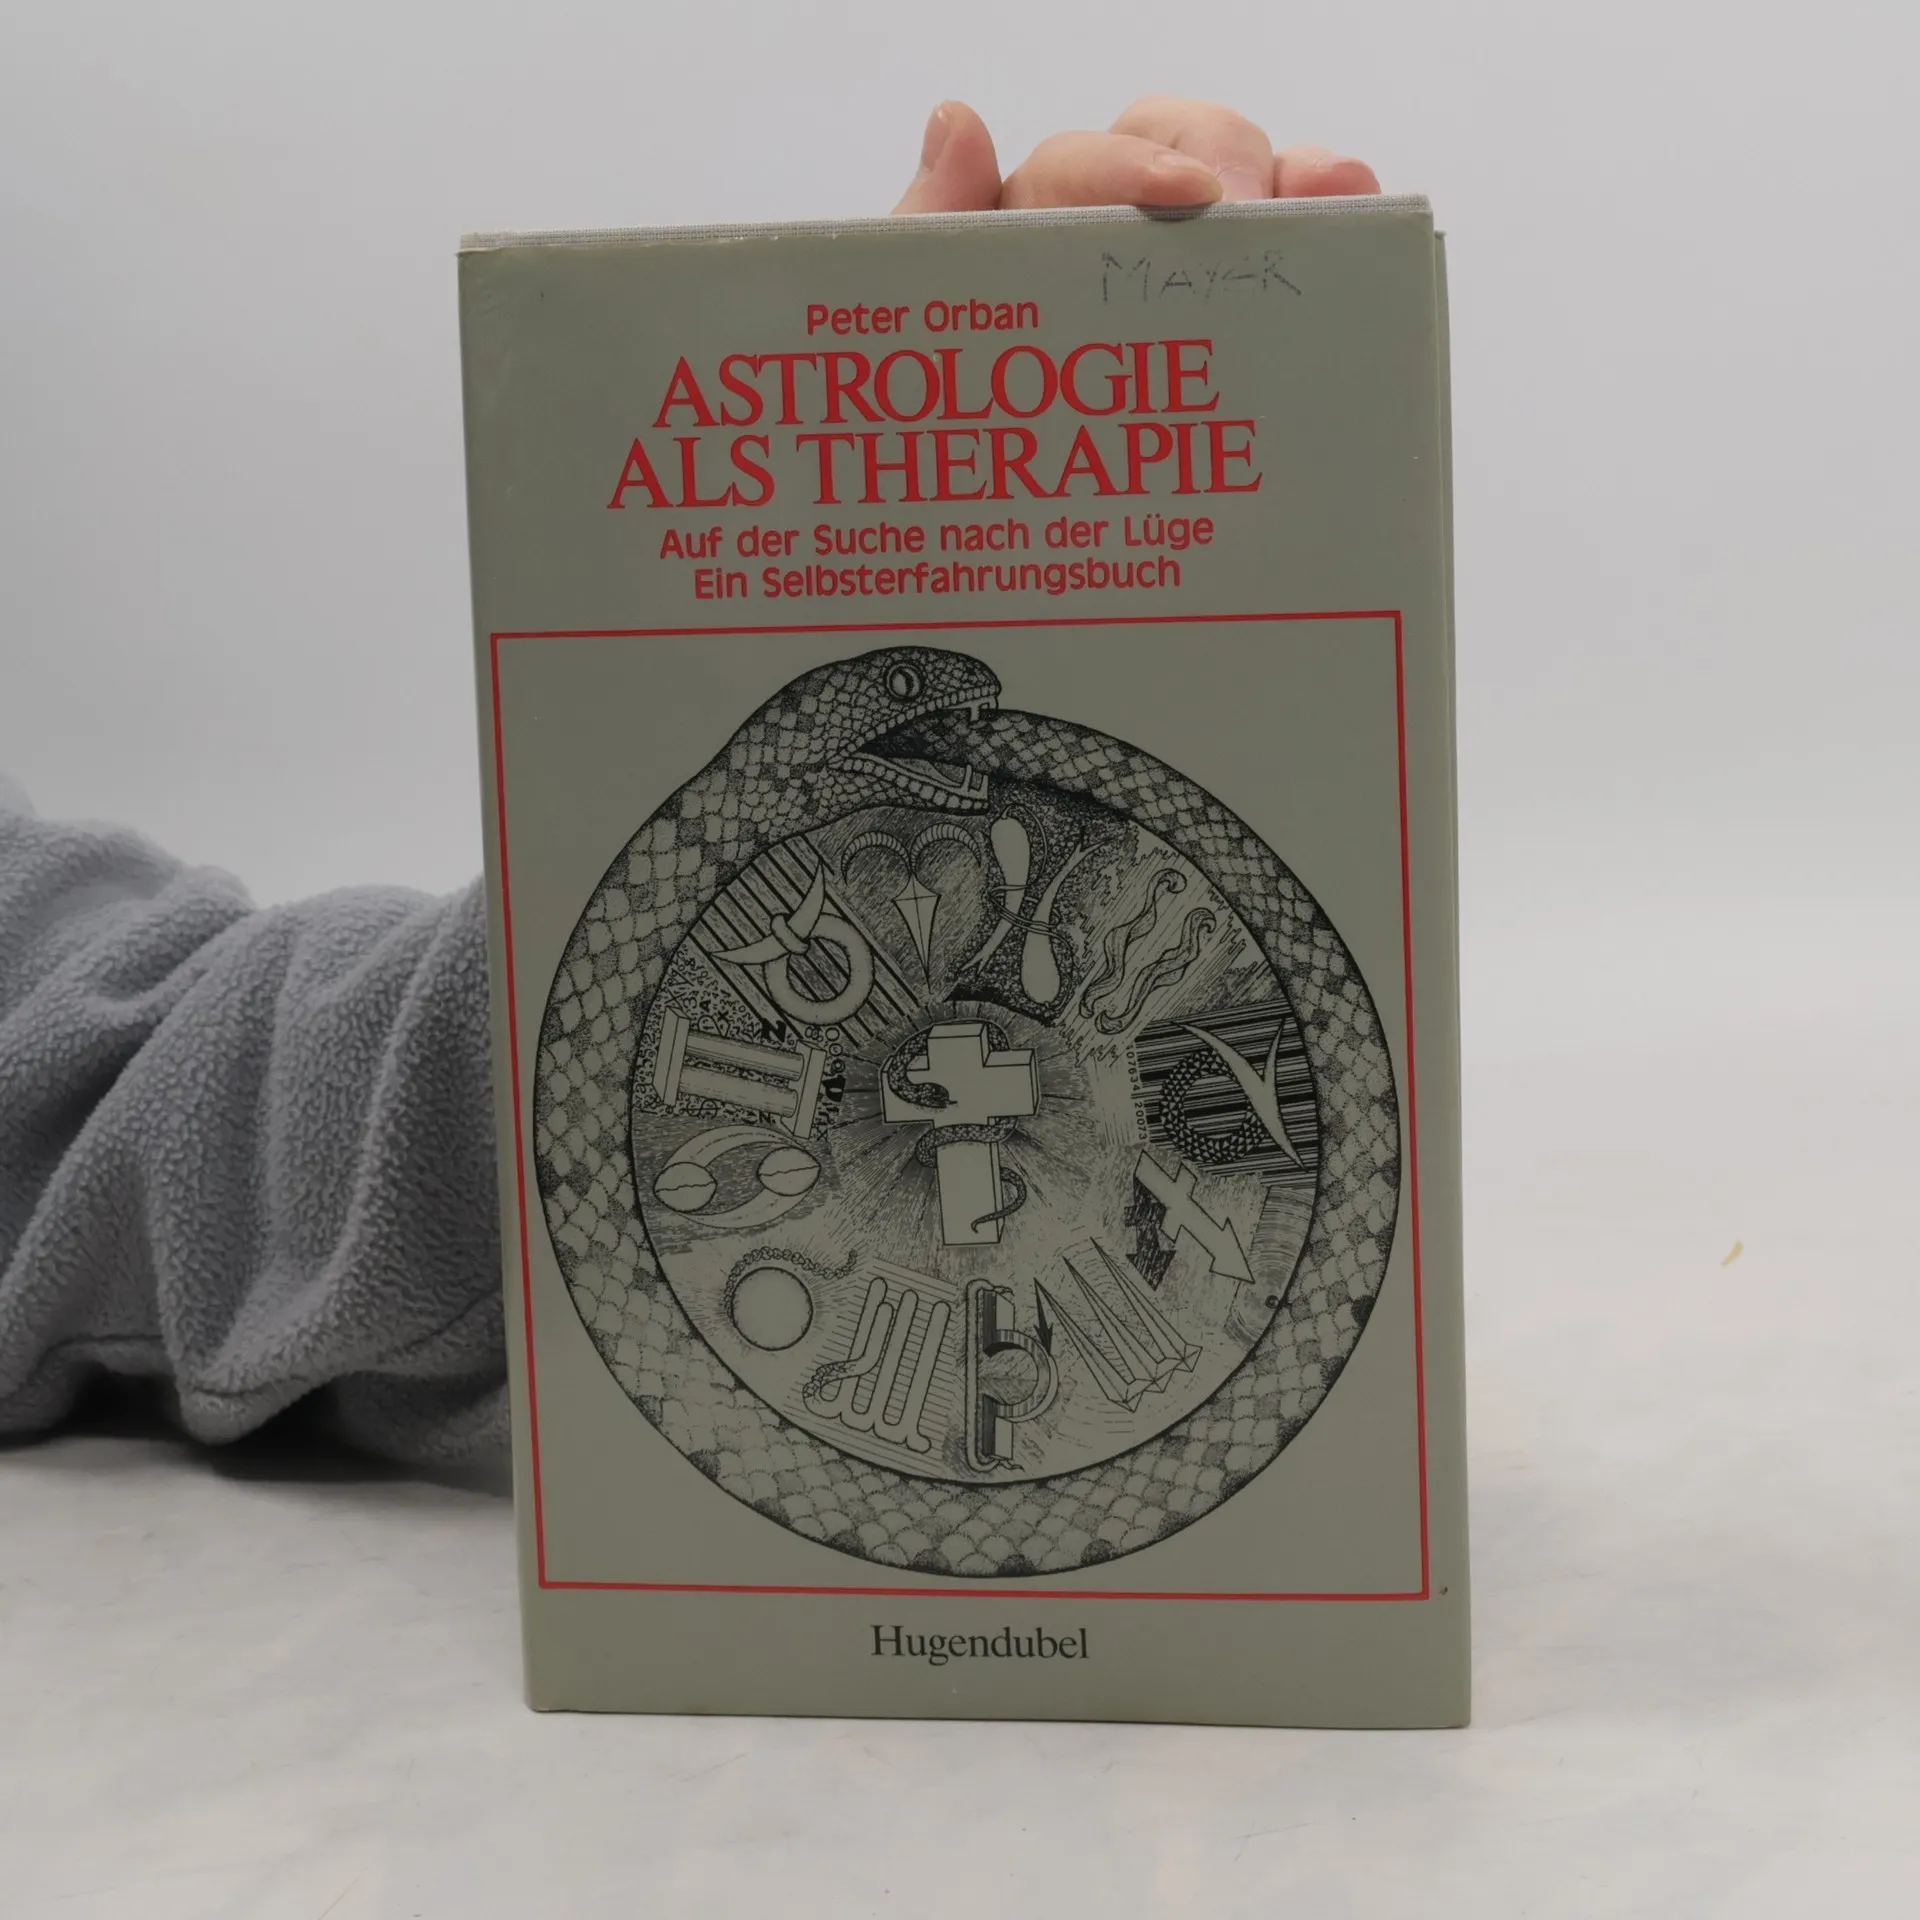 MAYER
Peter Orban
ASTROLOGIE
ALS THERAPIE
Auf der Suche nach der Lüge
Ein Selbsterfahrungsbuch
Hugendubel